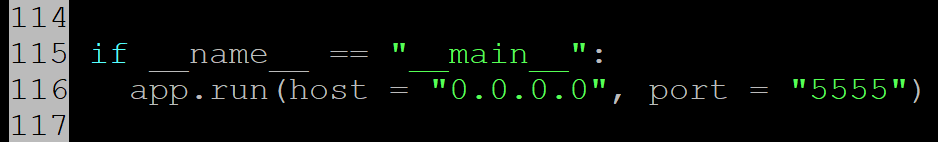 114
115 if __name__ == "__main__":
116   app.run(host = "0.0.0.0", port = "5555")
117